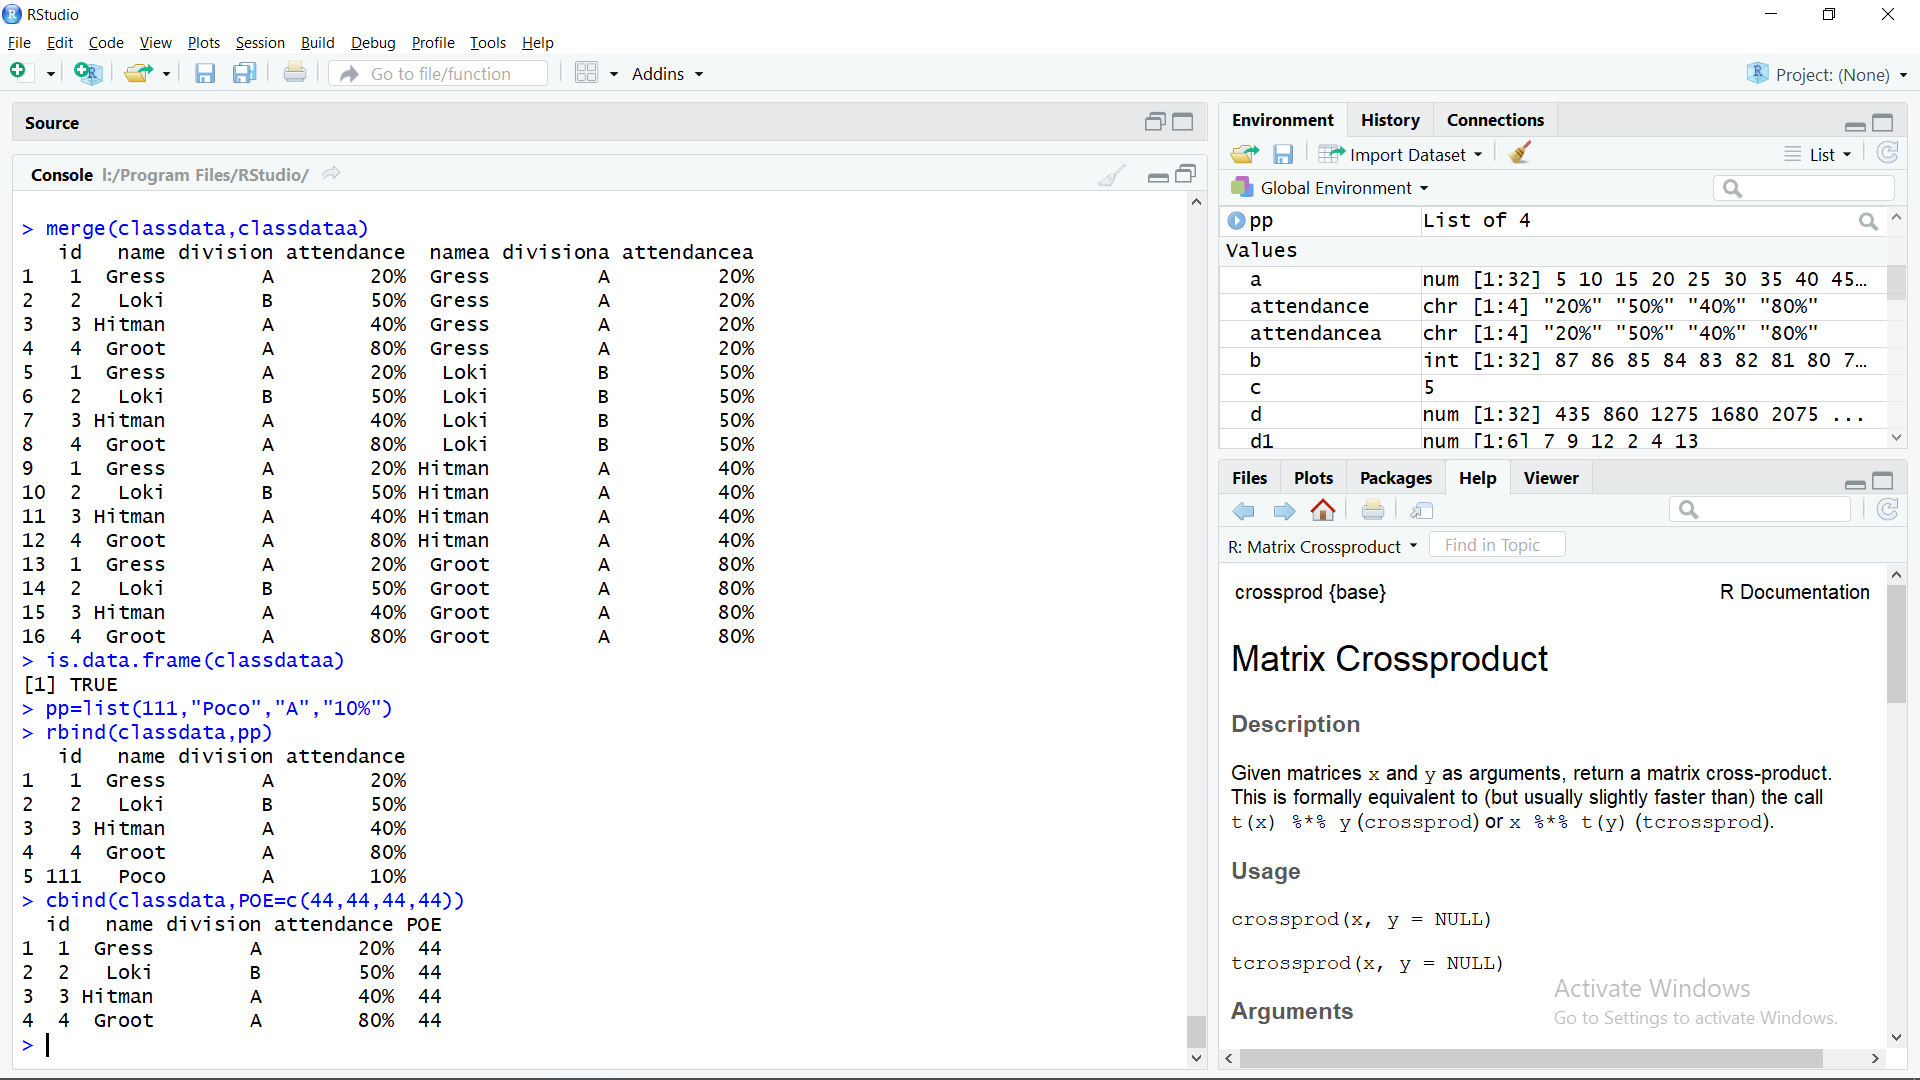 RStudio
File Edit Code View Plots Session Build Debug Profile Tools Help
Go to file/function Addins Project: (None)
Source
Console I:/Program Files/RStudio/
> merge(classdata,classdataa)
id name division attendance namea divisiona attendancea
1 1 Gress A 20% Gress A 20%
2 2 Loki B 50% Gress A 20%
3 3 Hitman A 40% Gress A 20%
4 4 Groot A 80% Gress A 20%
5 1 Gress A 20% Loki B 50%
6 2 Loki B 50% Loki B 50%
7 3 Hitman A 40% Loki B 50%
8 4 Groot A 80% Loki B 50%
9 1 Gress A 20% Hitman A 40%
10 2 Loki B 50% Hitman A 40%
11 3 Hitman A 40% Hitman A 40%
12 4 Groot A 80% Hitman A 40%
13 1 Gress A 20% Groot A 80%
14 2 Loki B 50% Groot A 80%
15 3 Hitman A 40% Groot A 80%
16 4 Groot A 80% Groot A 80%
> is.data.frame(classdataa)
[1] TRUE
> pp=list(111,"Poco","A","10%")
> rbind(classdata,pp)
id name division attendance
1 1 Gress A 20%
2 2 Loki B 50%
3 3 Hitman A 40%
4 4 Groot A 80%
5 111 Poco A 10%
> cbind(classdata,POE=c(44,44,44,44))
id name division attendance POE
1 1 Gress A 20% 44
2 2 Loki B 50% 44
3 3 Hitman A 40% 44
4 4 Groot A 80% 44
>
Environment History Connections
Import Dataset List
Global Environment
pp List of 4
Values
a num [1:32] 5 10 15 20 25 30 35 40 45…
attendance chr [1:4] "20%" "50%" "40%" "80%"
attendancea chr [1:4] "20%" "50%" "40%" "80%"
b int [1:32] 87 86 85 84 83 82 81 80 7…
c 5
d num [1:32] 435 860 1275 1680 2075 ...
d1 num [1:6] 7 9 12 2 4 13
Files Plots Packages Help Viewer
R: Matrix Crossproduct Find in Topic
crossprod {base} R Documentation
Matrix Crossproduct
Description
Given matrices x and y as arguments, return a matrix cross-product.
This is formally equivalent to (but usually slightly faster than) the call
t(x) %*% y (crossprod) or x %*% t(y) (tcrossprod).
Usage
crossprod(x, y = NULL)
tcrossprod(x, y = NULL)
Arguments
Activate Windows
Go to Settings to activate Windows.